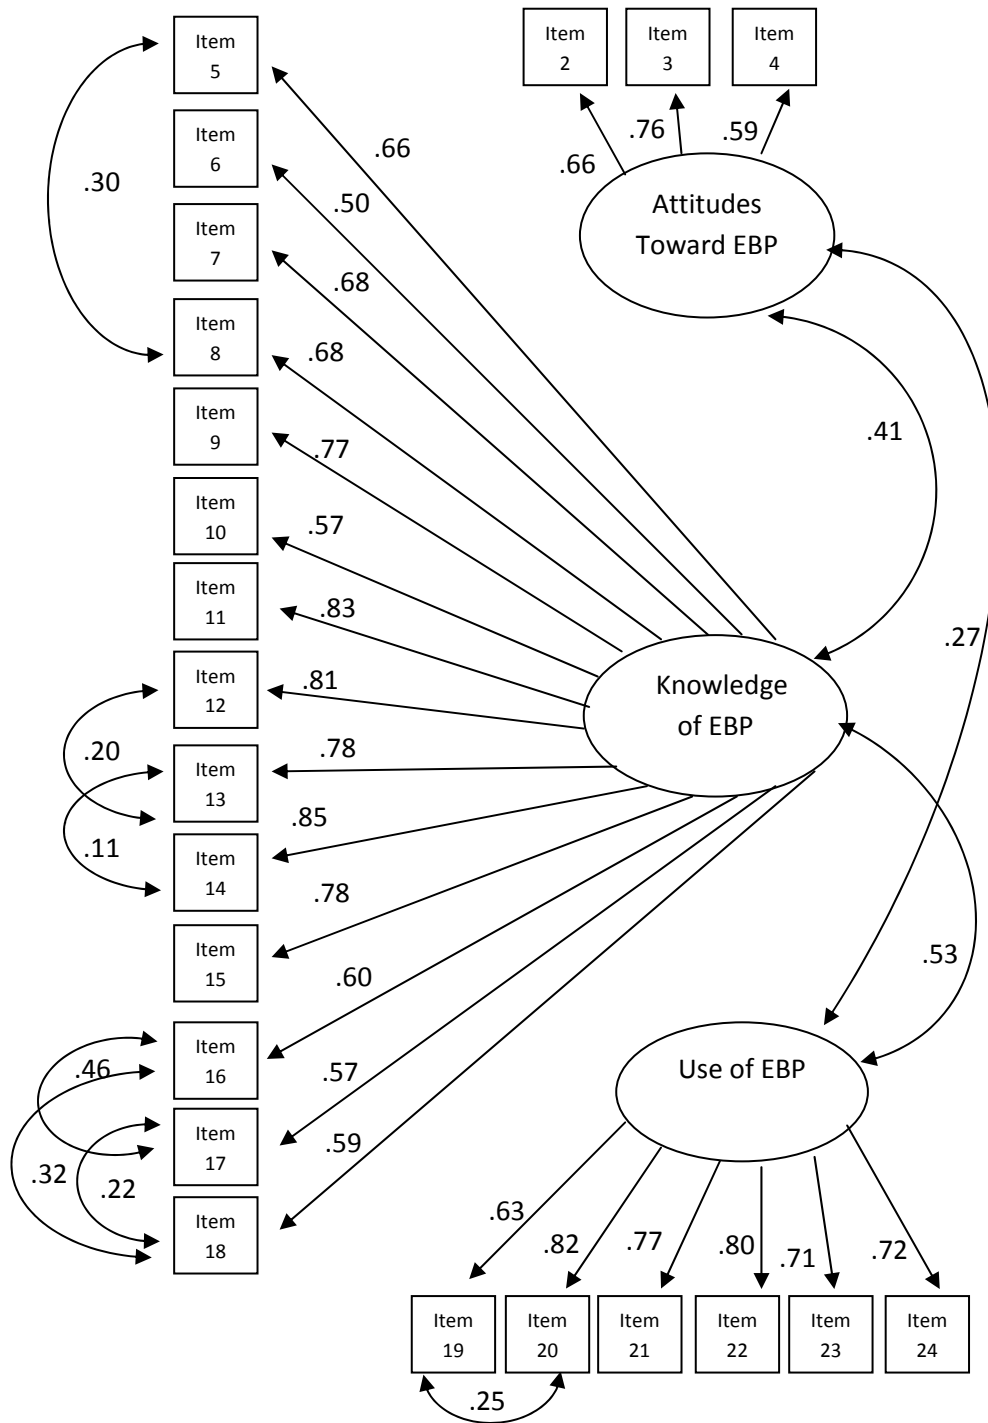 Item
5
Item
6
Item
7
Item
8
Item
9
Item
10
Item
11
Item
12
Item
13
Item
14
Item
15
Item
16
Item
17
Item
18
Item
2
Item
3
Item
4
.66
.76
.59
Attitudes
Toward EBP
.30
.66
.50
.68
.68
.77
.57
.83
.81
.78
.85
.78
.60
.57
.59
.41
.27
Knowledge
of EBP
.20
.11
.53
.46
.32
.22
Use of EBP
.63
.82
.77
.80
.71
.72
Item
19
Item
20
Item
21
Item
22
Item
23
Item
24
.25